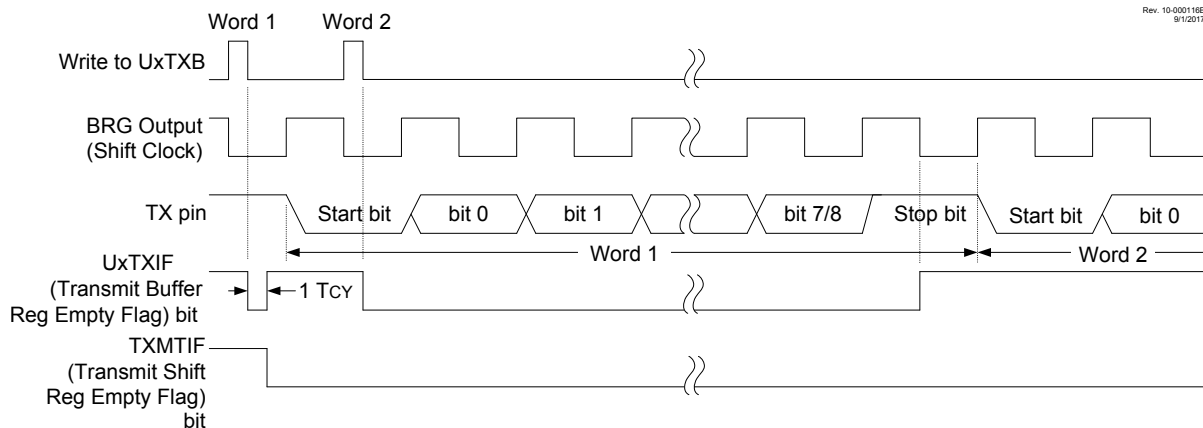 Rev. 10-000116B
9/1/2017
Word 1
Word 2
Write to UxTXB
BRG Output
(Shift Clock)
TX pin
Start bit
bit 0
bit 1
bit 7/8
Stop bit
Start bit
bit 0
Word 1
Word 2
UxTXIF
(Transmit Buffer
Reg Empty Flag) bit
1 TCY
TXMTIF
(Transmit Shift
Reg Empty Flag)
bit